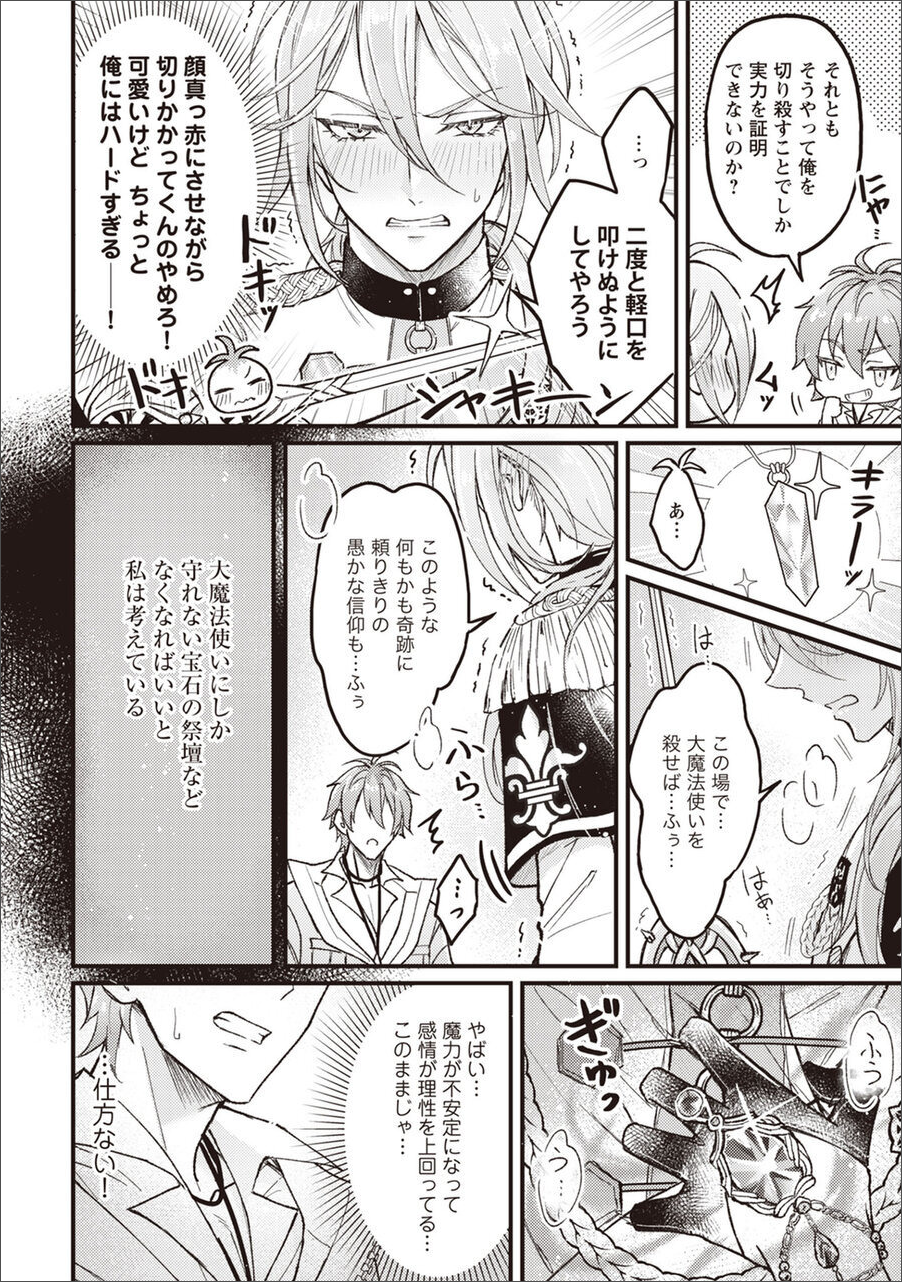 それとも
そうやって俺を
切り殺すことでしか
実力を証明
できないのか？
にゃ…
…っ
二度と軽口を
叩けぬように
してやろう
シャキーン
顔真っ赤にさせながら
切りかかってくんのやめろ！
可愛いけど ちょっと
俺にはハードすぎる───！
ドキッ
ドキ
キラー
あ…
は…
この場で…
大魔法使いを
殺せば…ふぅ…
はぁ…
このような
何もかも奇跡に
頼りきりの
愚かな信仰も…ふぅ
ふら…
…っ
大魔法使いにしか
守れない宝石の祭壇など
なくなればいいと
私は考えている
ふうっ
ぎゅっ
う…っ
やばい…
魔力が不安定になって
感情が理性を上回ってる
このままじゃ…
…仕方ない！